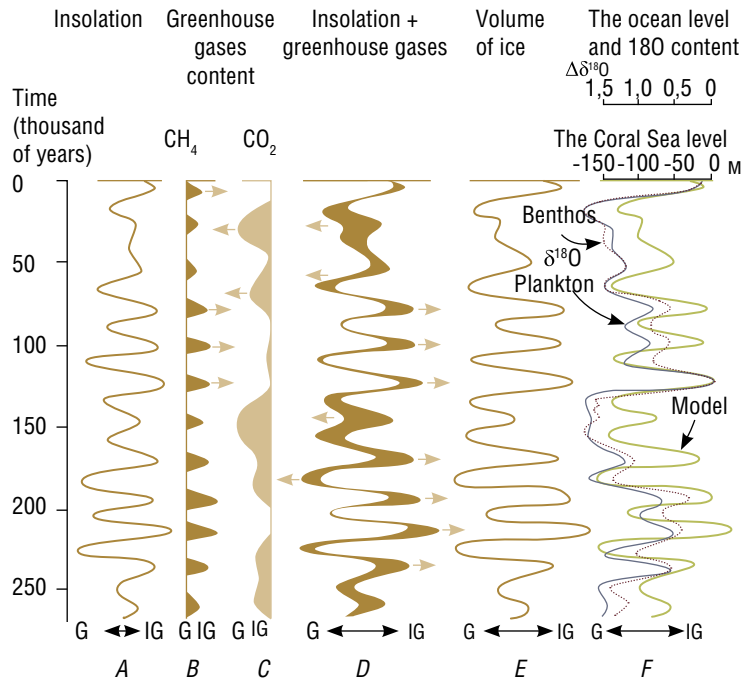 Insolation
Greenhouse
gases
content
Insolation +
greenhouse gases
Volume
of ice
The ocean level
and 18O content
Δδ¹⁸O
1,5 1,0 0,5 0
Time
(thousand
of years)
CH₄
CO₂
The Coral Sea level
-150 -100 -50 0 м
0
50
100
150
200
250
Benthos
δ¹⁸O
Plankton
Model
G IG
G IG
G IG
G IG
G IG
G IG
A B C D E F